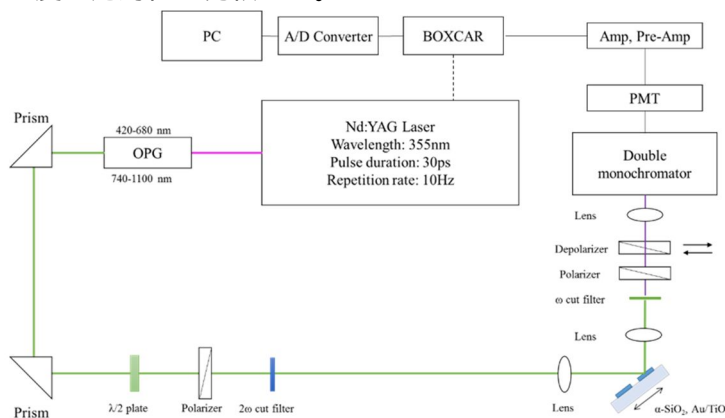 PC
A/D Converter
BOXCAR
Amp, Pre-Amp
PMT
Double
monochromator
Nd:YAG Laser
Wavelength: 355nm
Pulse duration: 30ps
Repetition rate: 10Hz
Prism
420-680 nm
OPG
740-1100 nm
Lens
Depolarizer
Polarizer
ω cut filter
Lens
Prism
λ/2 plate
Polarizer
2ω cut filter
Lens
α-SiO₂, Au/TiO